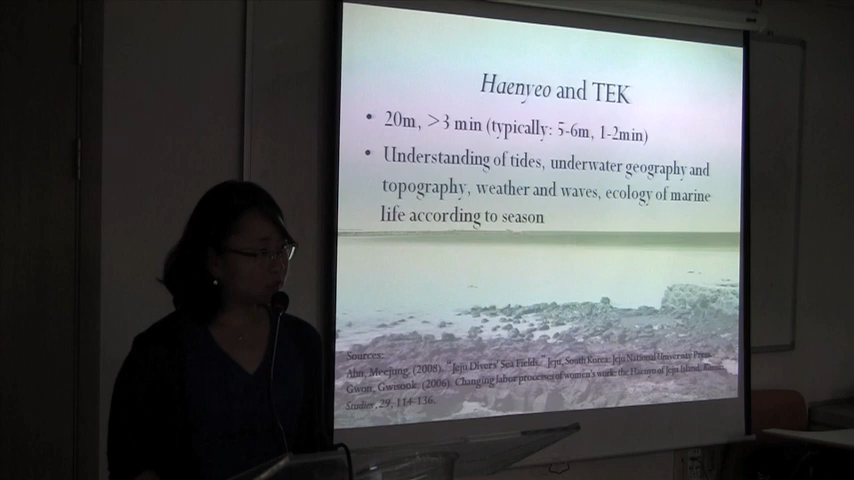 Haenyeo and TEK
• 20m, >3 min (typically: 5-6m, 1-2min)
• Understanding of tides, underwater geography and
topography, weather and waves, ecology of marine
life according to season
Sources:
Ahn, Meejung. (2008). "Jeju Divers' Sea Fields." Jeju, South Korea: Jeju National University Press.
Gwon, Gwnook. (2006). Changing labor processes of women's work: the Haenyo of Jeju Island, Korean
Studies, 29, 114-136.